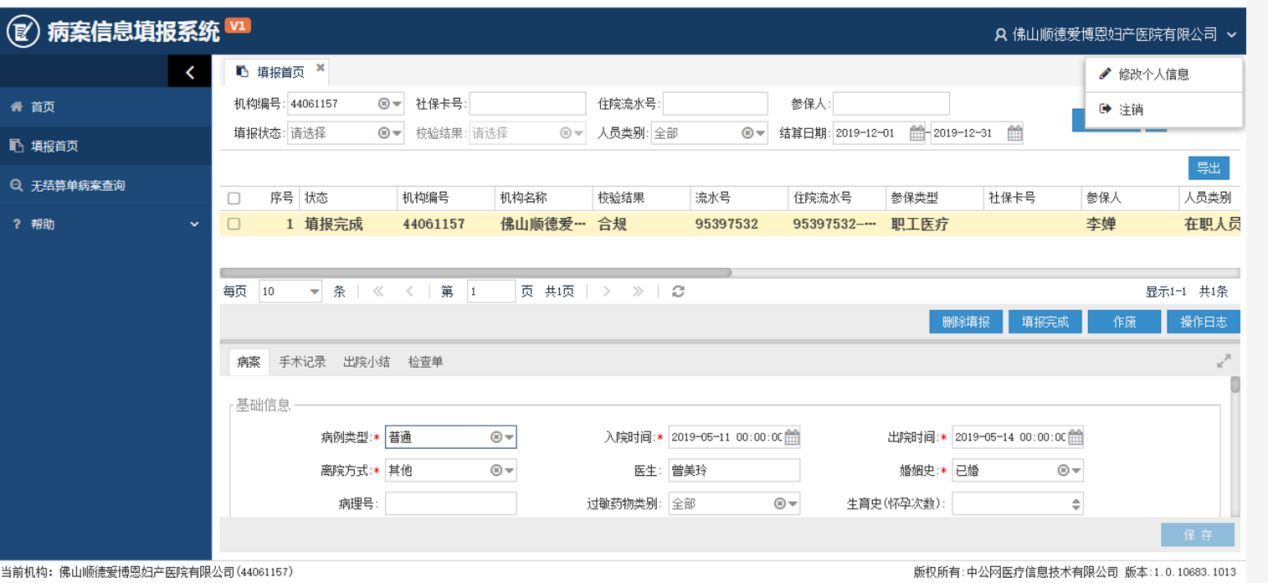 病案信息填报系统 V1
佛山顺德爱博恩妇产医院有限公司
填报首页
修改个人信息
注销
首页
填报首页
无结算单病案查询
帮助
机构编号: 44061157 社保卡号: 住院流水号: 参保人:
填报状态: 请选择 校验结果: 请选择 人员类别: 全部 结算日期: 2019-12-01 - 2019-12-31
导出
序号 状态 机构编号 机构名称 校验结果 流水号 住院流水号 参保类型 社保卡号 参保人 人员类别
1 填报完成 44061157 佛山顺德爱… 合规 95397532 95397532-… 职工医疗 李婵 在职人员
每页 10 条 第 1 页 共1页 显示1-1 共1条
删除填报 填报完成 作废 操作日志
病案 手术记录 出院小结 检查单
基础信息
病例类型:* 普通 入院时间:* 2019-05-11 00:00:00 出院时间:* 2019-05-14 00:00:00
离院方式:* 其他 医生: 曾美玲 婚姻史:* 已婚
病理号: 过敏药物类别: 全部 生育史(怀孕次数):
保存
当前机构: 佛山顺德爱博恩妇产医院有限公司(44061157) 版权所有:中公网医疗信息技术有限公司 版本:1.0.10683.1013